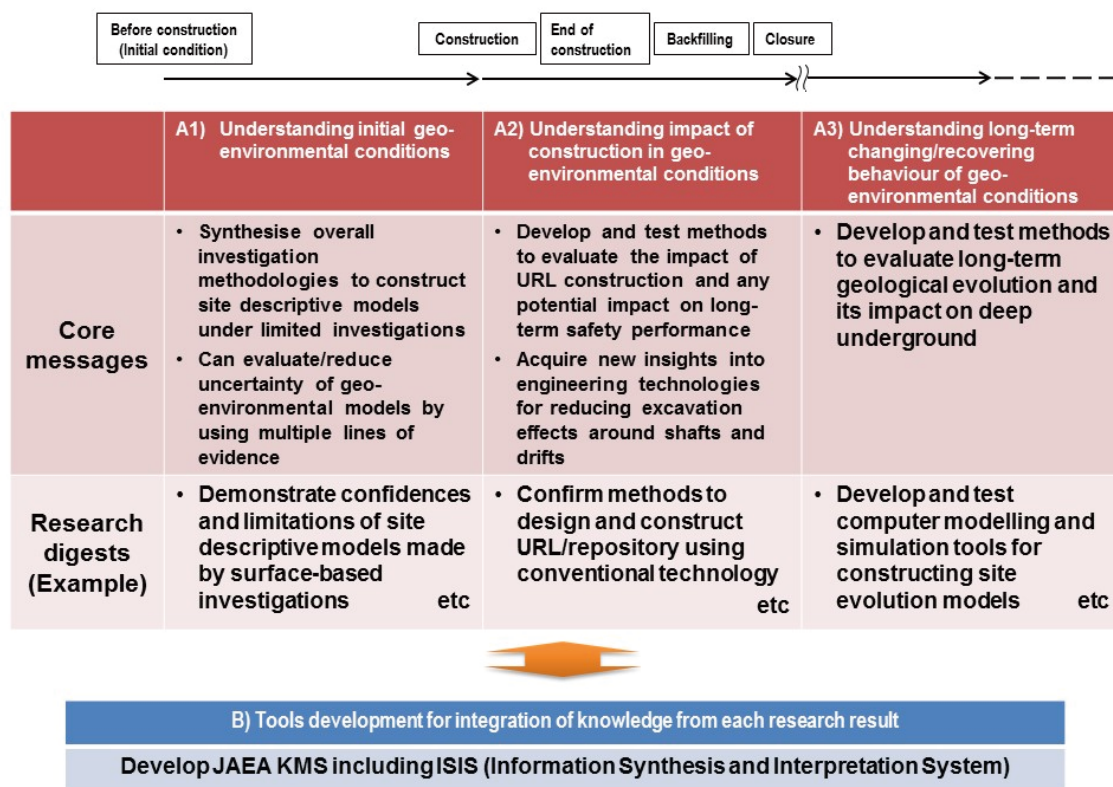 Before construction
(Initial condition)
Construction
End of
construction
Backfilling
Closure
A1) Understanding initial geo-
environmental conditions
A2) Understanding impact of
construction in geo-
environmental conditions
A3) Understanding long-term
changing/recovering
behaviour of geo-
environmental conditions
Core
messages
• Synthesise overall
investigation
methodologies to construct
site descriptive models
under limited investigations
• Can evaluate/reduce
uncertainty of geo-
environmental models by
using multiple lines of
evidence
• Develop and test methods
to evaluate the impact of
URL construction and any
potential impact on long-
term safety performance
• Acquire new insights into
engineering technologies
for reducing excavation
effects around shafts and
drifts
• Develop and test methods
to evaluate long-term
geological evolution and
its impact on deep
underground
Research
digests
(Example)
• Demonstrate confidences
and limitations of site
descriptive models made
by surface-based
investigations etc
• Confirm methods to
design and construct
URL/repository using
conventional technology
etc
• Develop and test
computer modelling and
simulation tools for
constructing site
evolution models etc
B) Tools development for integration of knowledge from each research result
Develop JAEA KMS including ISIS (Information Synthesis and Interpretation System)